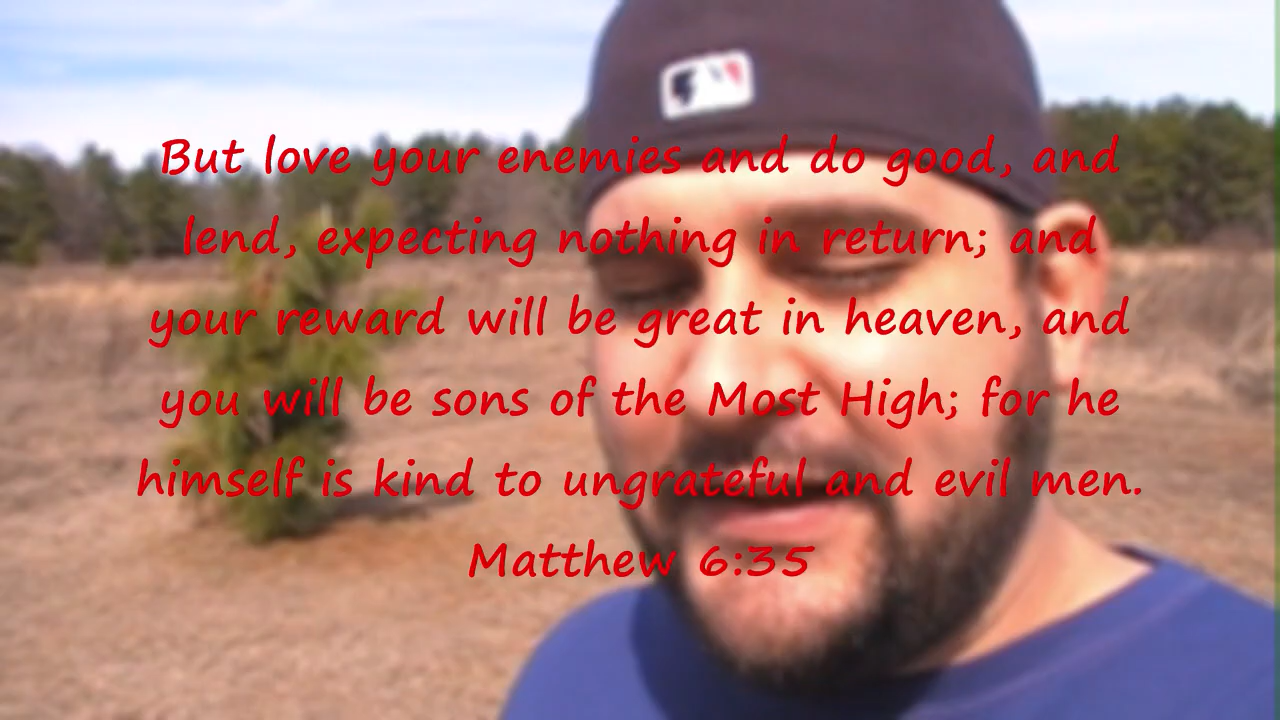 But love your enemies and do good, and
lend, expecting nothing in return; and
your reward will be great in heaven, and
you will be sons of the Most High; for he
himself is kind to ungrateful and evil men.
Matthew 6:35